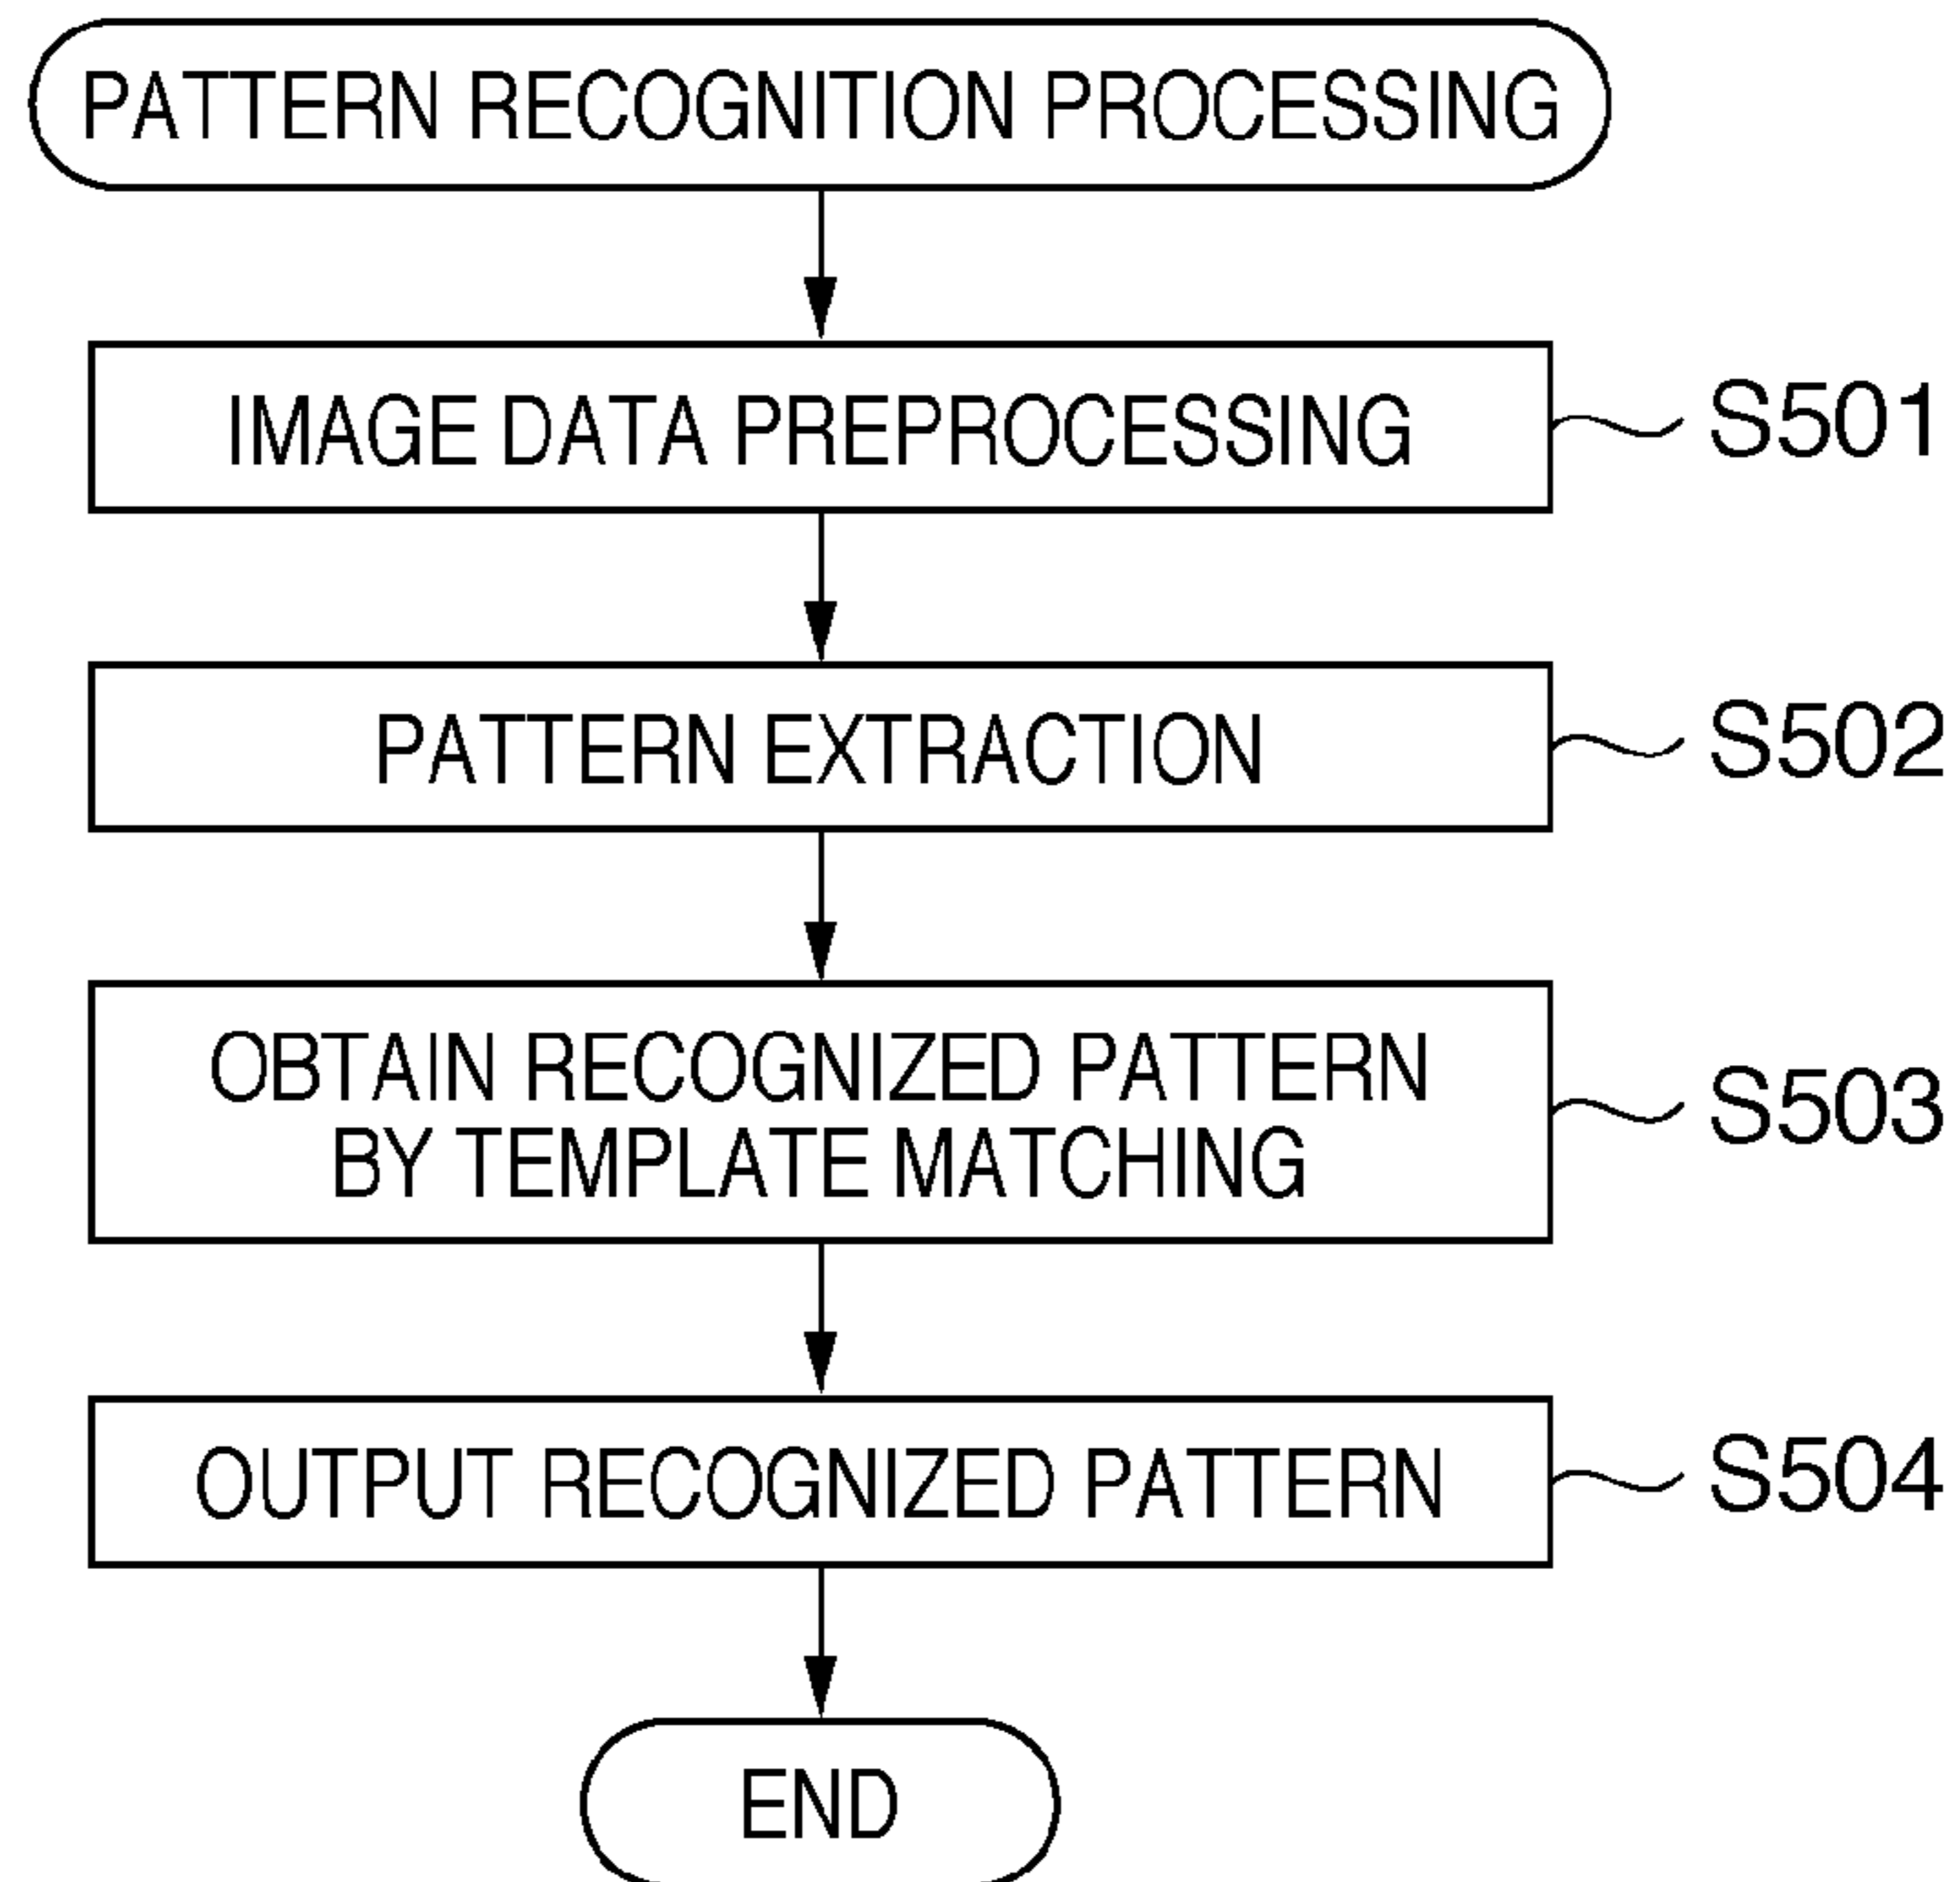 PATTERN RECOGNITION PROCESSING
IMAGE DATA PREPROCESSING
S501
PATTERN EXTRACTION
S502
OBTAIN RECOGNIZED PATTERN
BY TEMPLATE MATCHING
S503
OUTPUT RECOGNIZED PATTERN
S504
END